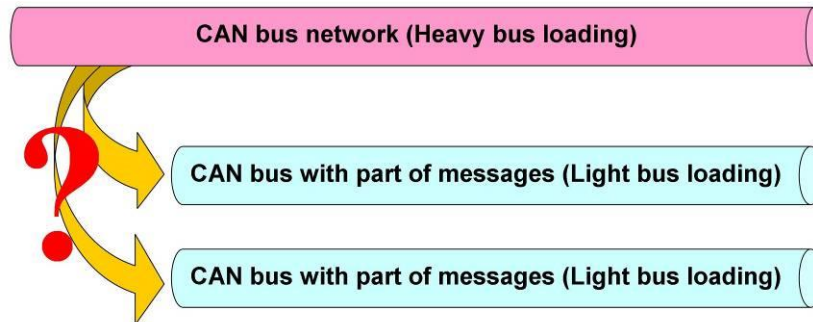 CAN bus network (Heavy bus loading)
?
CAN bus with part of messages (Light bus loading)
CAN bus with part of messages (Light bus loading)